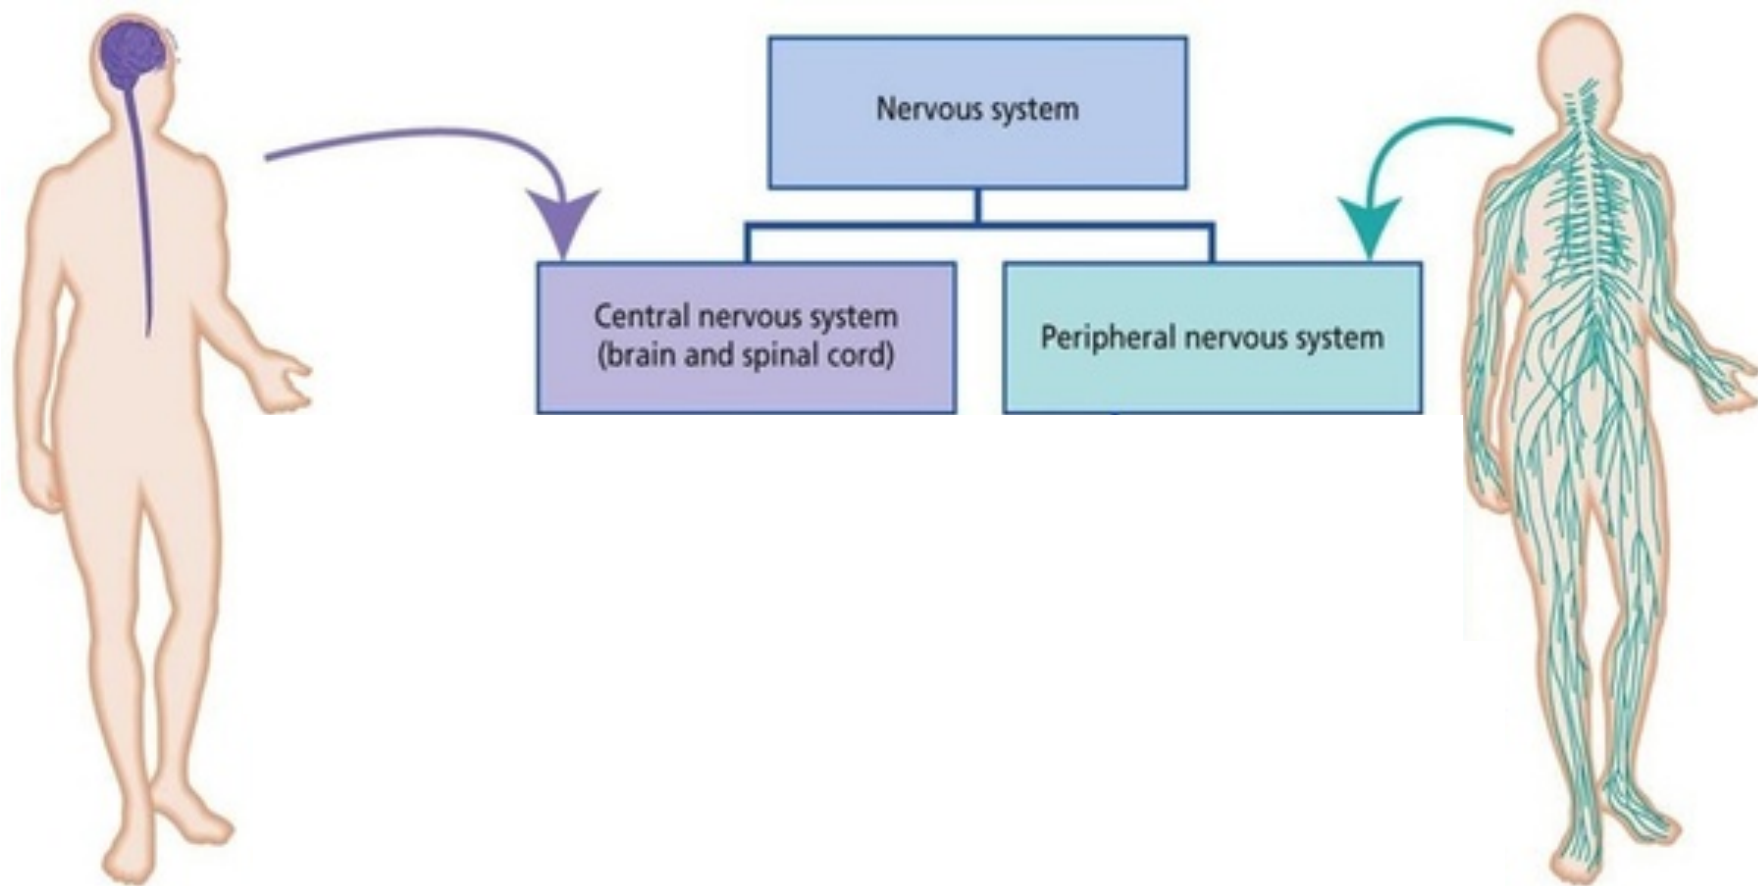 Nervous system
Central nervous system
(brain and spinal cord)
Peripheral nervous system